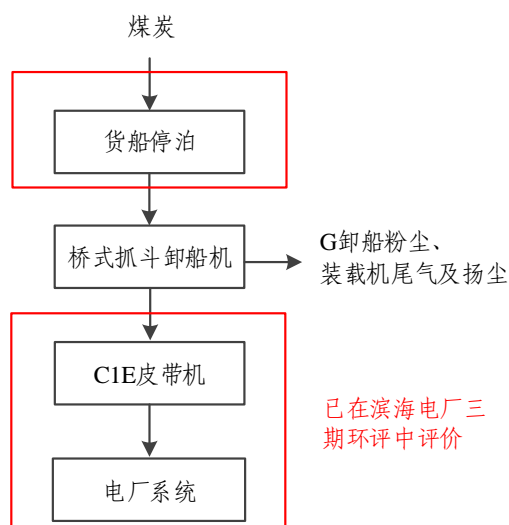 煤炭
货船停泊
桥式抓斗卸船机
G卸船粉尘、
装载机尾气及扬尘
C1E皮带机
已在滨海电厂三
期环评中评价
电厂系统